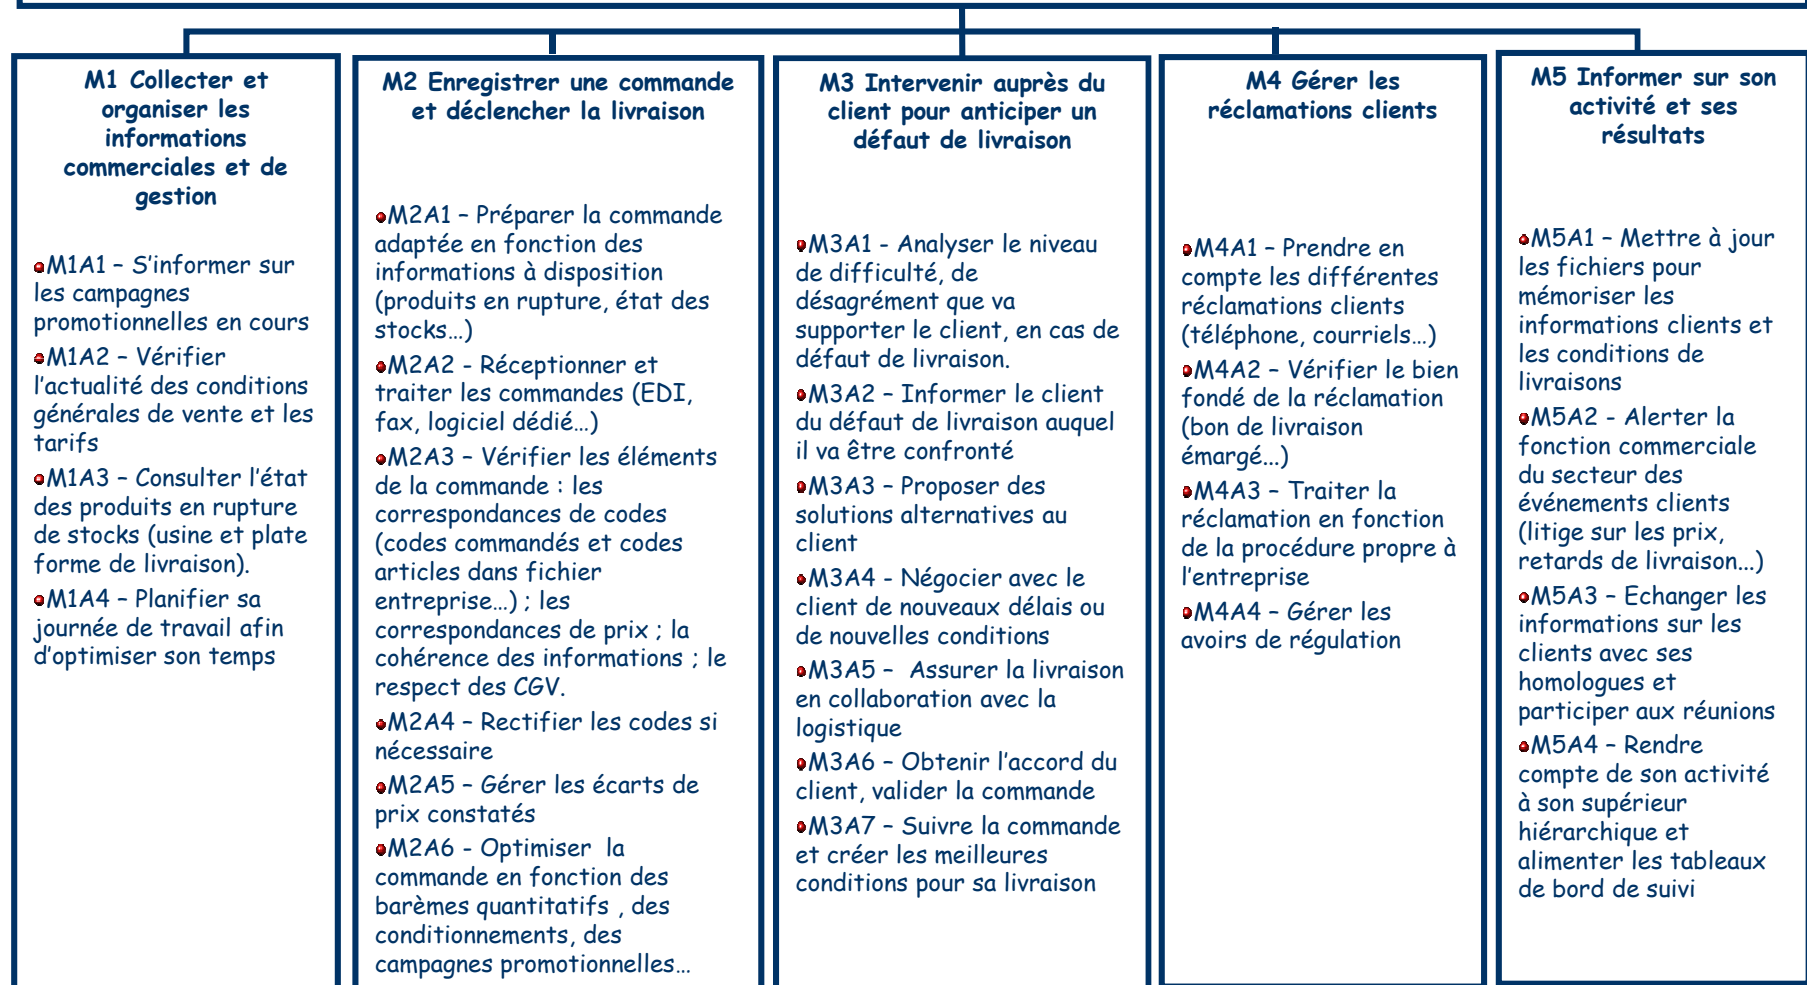 M1 Collecter et
organiser les
informations
commerciales et de
gestion
M1A1 – S’informer sur
les campagnes
promotionnelles en cours
M1A2 – Vérifier
l’actualité des conditions
générales de vente et les
tarifs
M1A3 – Consulter l’état
des produits en rupture
de stocks (usine et plate
forme de livraison).
M1A4 – Planifier sa
journée de travail afin
d’optimiser son temps
M2 Enregistrer une commande
et déclencher la livraison
M2A1 – Préparer la commande
adaptée en fonction des
informations à disposition
(produits en rupture, état des
stocks…)
M2A2 - Réceptionner et
traiter les commandes (EDI,
fax, logiciel dédié…)
M2A3 – Vérifier les éléments
de la commande : les
correspondances de codes
(codes commandés et codes
articles dans fichier
entreprise…) ; les
correspondances de prix ; la
cohérence des informations ; le
respect des CGV.
M2A4 – Rectifier les codes si
nécessaire
M2A5 – Gérer les écarts de
prix constatés
M2A6 - Optimiser la
commande en fonction des
barèmes quantitatifs , des
conditionnements, des
campagnes promotionnelles…
M3 Intervenir auprès du
client pour anticiper un
défaut de livraison
M3A1 - Analyser le niveau
de difficulté, de
désagrément que va
supporter le client, en cas de
défaut de livraison.
M3A2 – Informer le client
du défaut de livraison auquel
il va être confronté
M3A3 – Proposer des
solutions alternatives au
client
M3A4 - Négocier avec le
client de nouveaux délais ou
de nouvelles conditions
M3A5 – Assurer la livraison
en collaboration avec la
logistique
M3A6 – Obtenir l’accord du
client, valider la commande
M3A7 – Suivre la commande
et créer les meilleures
conditions pour sa livraison
M4 Gérer les
réclamations clients
M4A1 – Prendre en
compte les différentes
réclamations clients
(téléphone, courriels…)
M4A2 – Vérifier le bien
fondé de la réclamation
(bon de livraison
émargé...)
M4A3 – Traiter la
réclamation en fonction
de la procédure propre à
l’entreprise
M4A4 – Gérer les
avoirs de régulation
M5 Informer sur son
activité et ses
résultats
M5A1 – Mettre à jour
les fichiers pour
mémoriser les
informations clients et
les conditions de
livraisons
M5A2 - Alerter la
fonction commerciale
du secteur des
événements clients
(litige sur les prix,
retards de livraison...)
M5A3 – Echanger les
informations sur les
clients avec ses
homologues et
participer aux réunions
M5A4 – Rendre
compte de son activité
à son supérieur
hiérarchique et
alimenter les tableaux
de bord de suivi